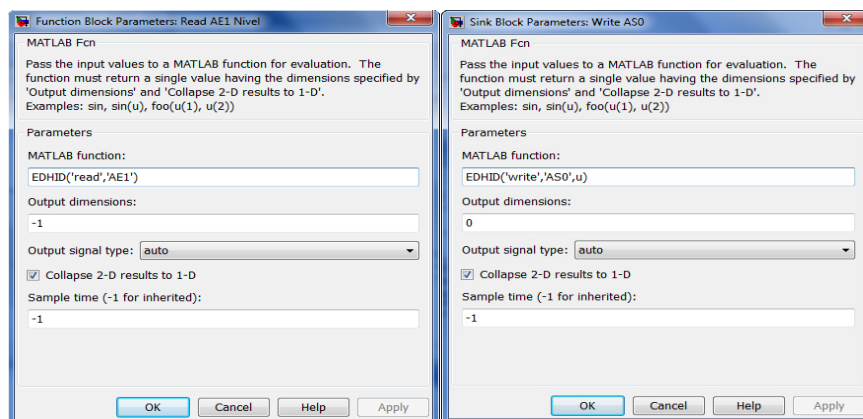 Function Block Parameters: Read AE1 Nivel
MATLAB Fcn
Pass the input values to a MATLAB function for evaluation. The
function must return a single value having the dimensions specified by
'Output dimensions' and 'Collapse 2-D results to 1-D'.
Examples: sin, sin(u), foo(u(1), u(2))
Parameters
MATLAB function:
EDHID('read','AE1')
Output dimensions:
-1
Output signal type: auto
Collapse 2-D results to 1-D
Sample time (-1 for inherited):
-1
OK Cancel Help Apply
Sink Block Parameters: Write AS0
MATLAB Fcn
Pass the input values to a MATLAB function for evaluation. The
function must return a single value having the dimensions specified by
'Output dimensions' and 'Collapse 2-D results to 1-D'.
Examples: sin, sin(u), foo(u(1), u(2))
Parameters
MATLAB function:
EDHID('write','AS0',u)
Output dimensions:
0
Output signal type: auto
Collapse 2-D results to 1-D
Sample time (-1 for inherited):
-1
OK Cancel Help Apply